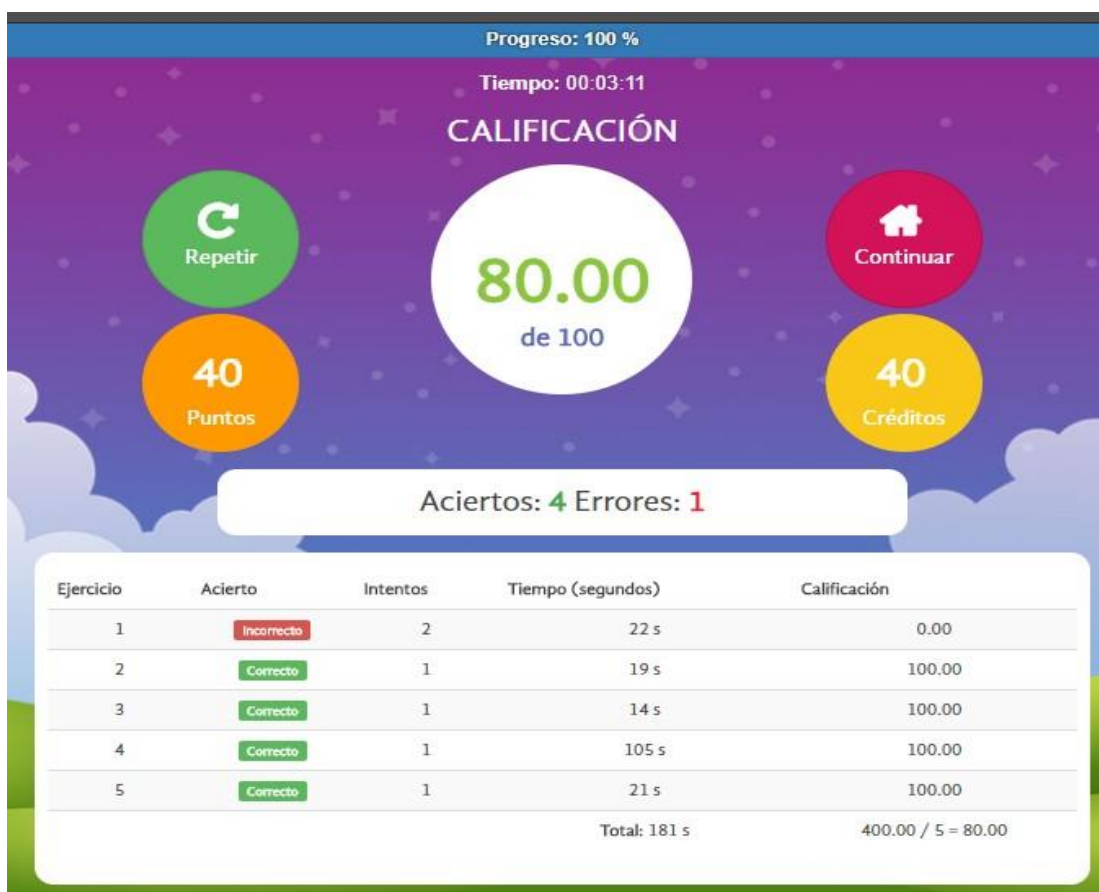 Progreso: 100 %
Tiempo: 00:03:11
CALIFICACIÓN
Repetir
80.00
de 100
Continuar
40
Puntos
40
Créditos
Aciertos: 4 Errores: 1
Ejercicio Acierto Intentos Tiempo (segundos) Calificación
1 Incorrecto 2 22 s 0.00
2 Correcto 1 19 s 100.00
3 Correcto 1 14 s 100.00
4 Correcto 1 105 s 100.00
5 Correcto 1 21 s 100.00
Total: 181 s 400.00 / 5 = 80.00